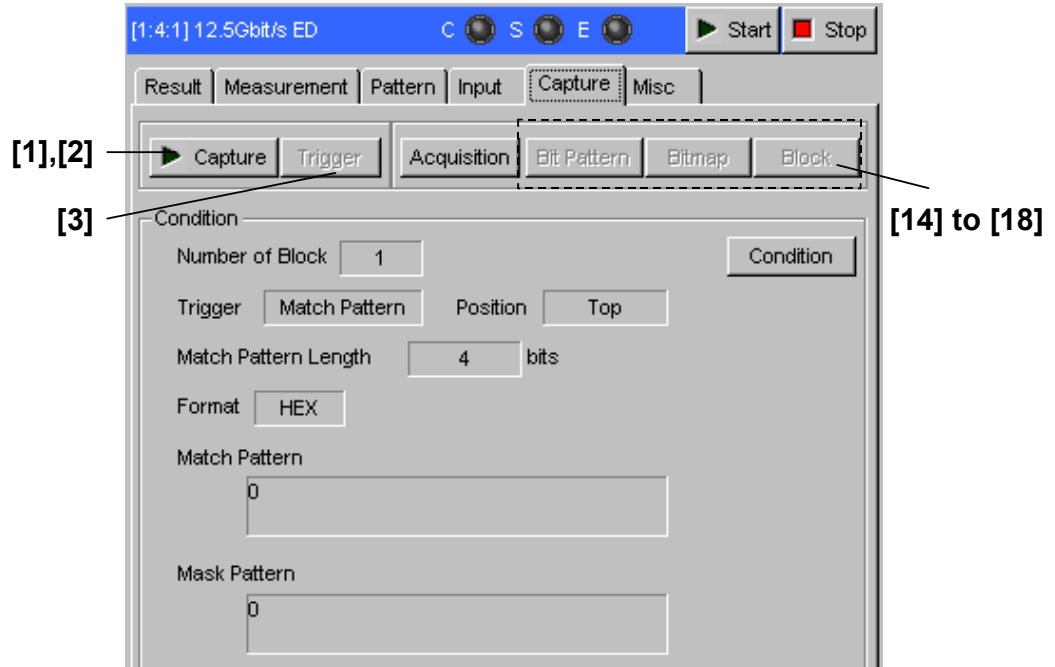 [1:4:1] 12.5Gbit/s ED C S E Start Stop
Result Measurement Pattern Input Capture Misc
[1],[2] Capture Trigger Acquisition Bit Pattern Bitmap Block
[3] [14] to [18]
Condition
Number of Block 1 Condition
Trigger Match Pattern Position Top
Match Pattern Length 4 bits
Format HEX
Match Pattern
0
Mask Pattern
0